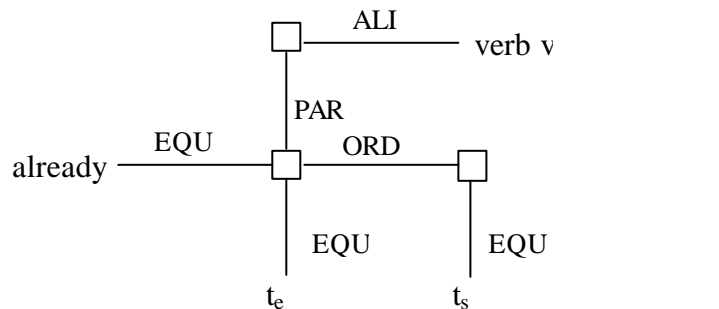 ALI
verb v
PAR
EQU ORD
already
EQU EQU
tₑ tₛ